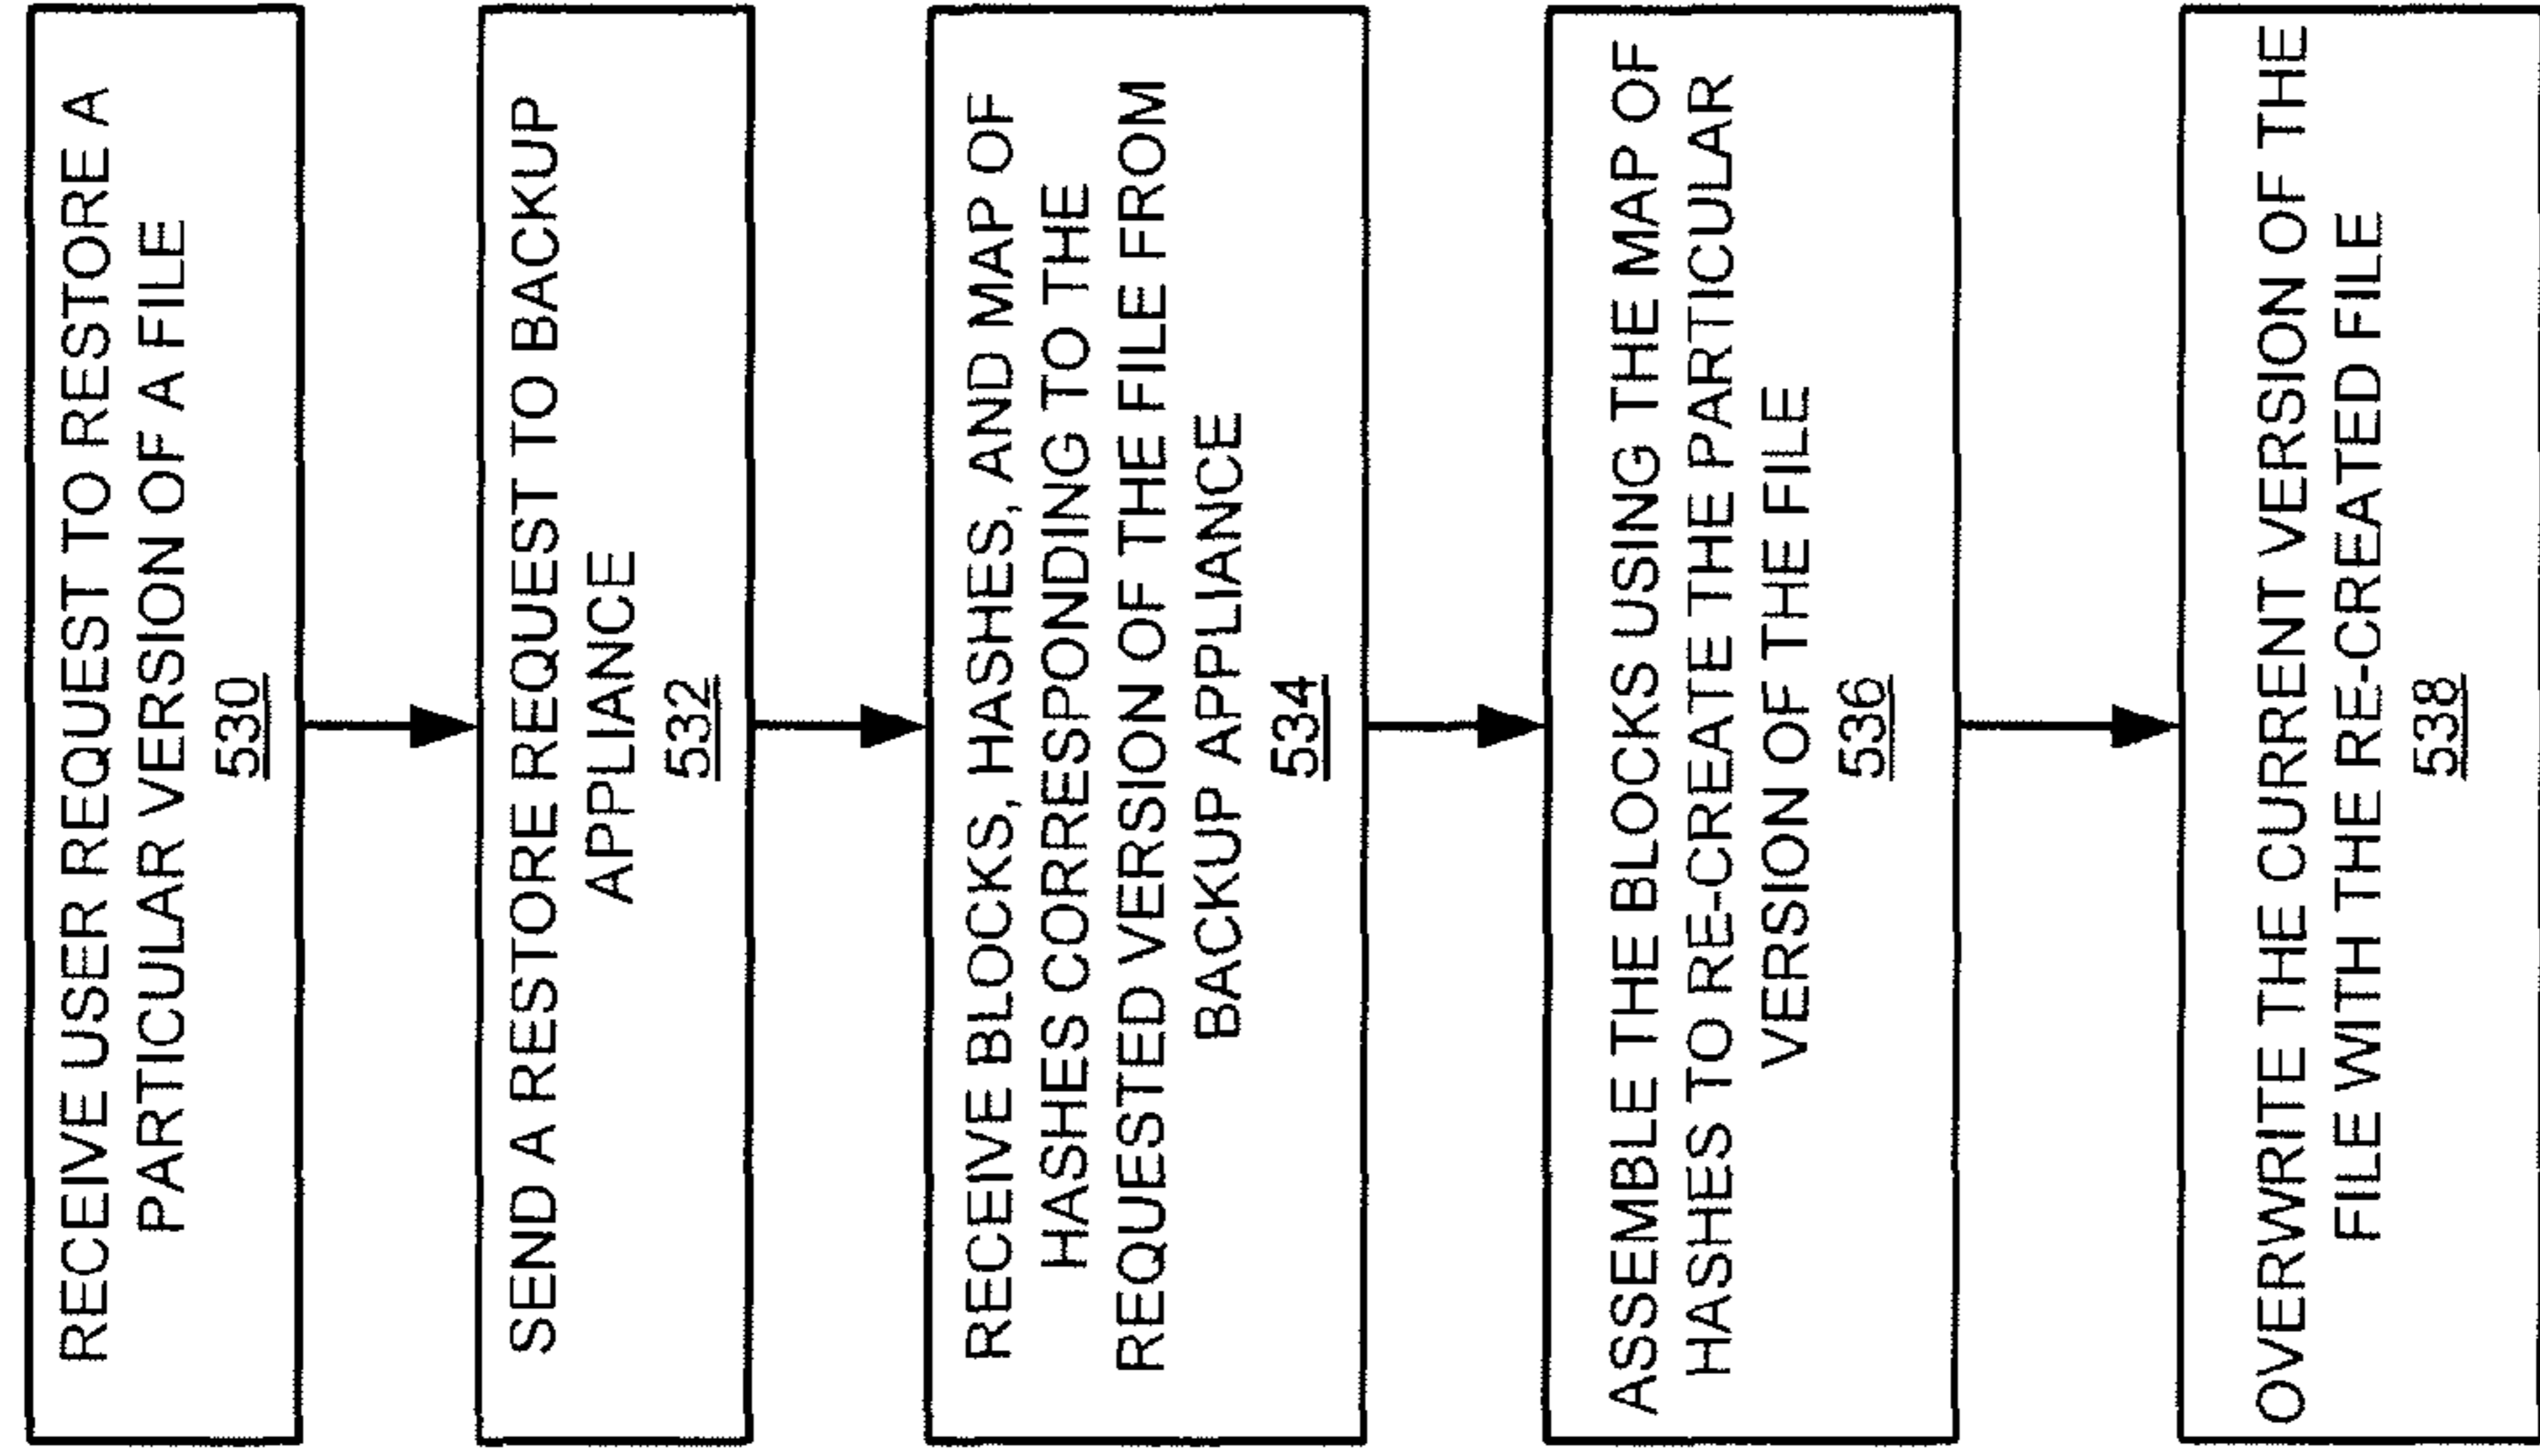 RECEIVE USER REQUEST TO RESTORE A
PARTICULAR VERSION OF A FILE
530
SEND A RESTORE REQUEST TO BACKUP
APPLIANCE
532
RECEIVE BLOCKS, HASHES, AND MAP OF
HASHES CORRESPONDING TO THE
REQUESTED VERSION OF THE FILE FROM
BACKUP APPLIANCE
534
ASSEMBLE THE BLOCKS USING THE MAP OF
HASHES TO RE-CREATE THE PARTICULAR
VERSION OF THE FILE
536
OVERWRITE THE CURRENT VERSION OF THE
FILE WITH THE RE-CREATED FILE
538